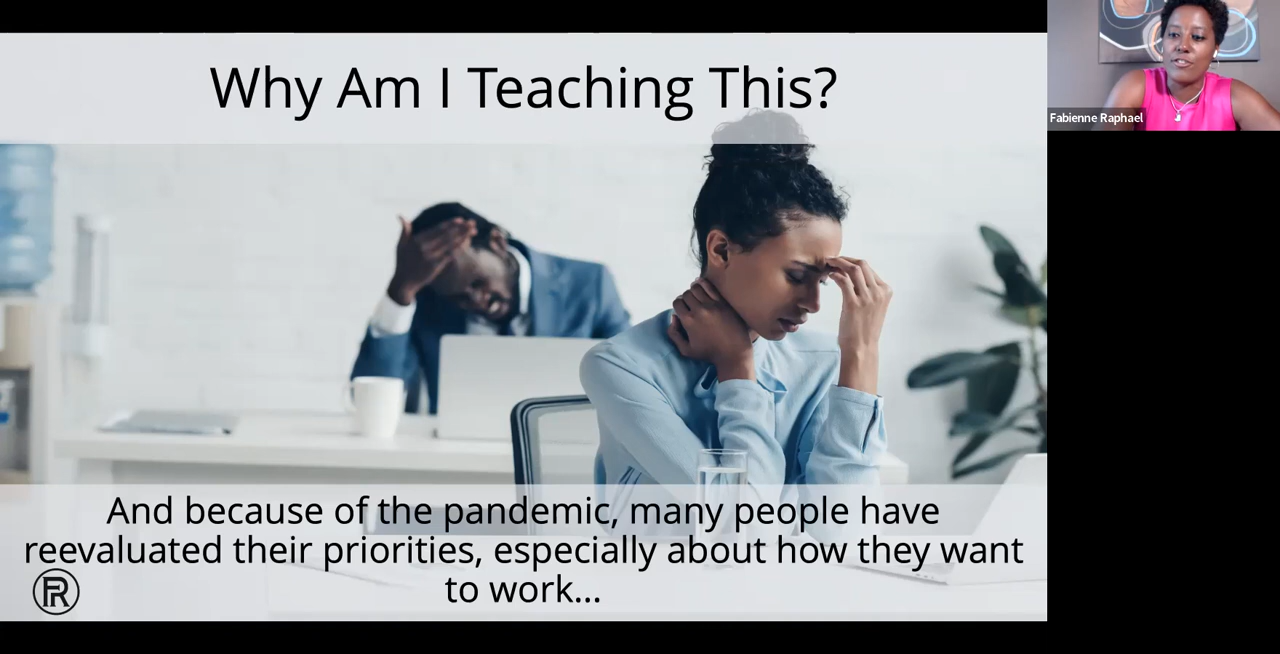 Why Am I Teaching This?
Fabienne Raphael
And because of the pandemic, many people have
reevaluated their priorities, especially about how they want
to work...
FR